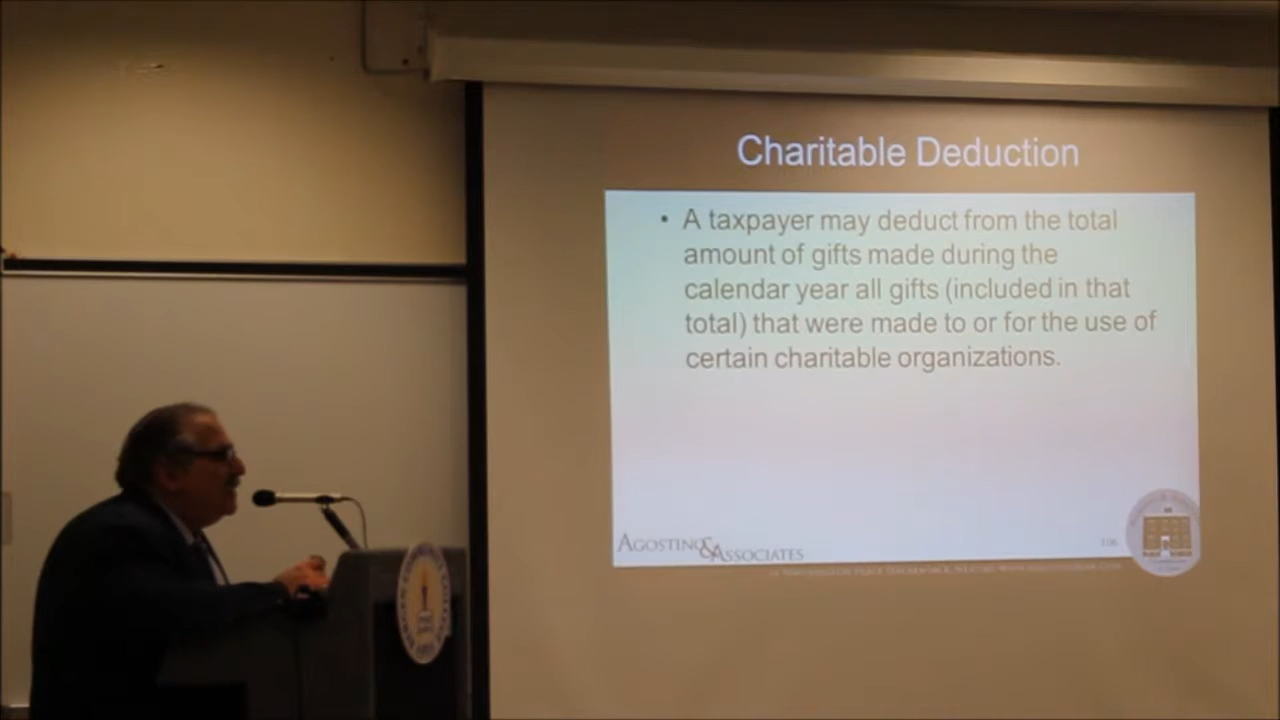 Charitable Deduction
• A taxpayer may deduct from the total
amount of gifts made during the
calendar year all gifts (included in that
total) that were made to or for the use of
certain charitable organizations.
AGOSTINO & ASSOCIATES
106